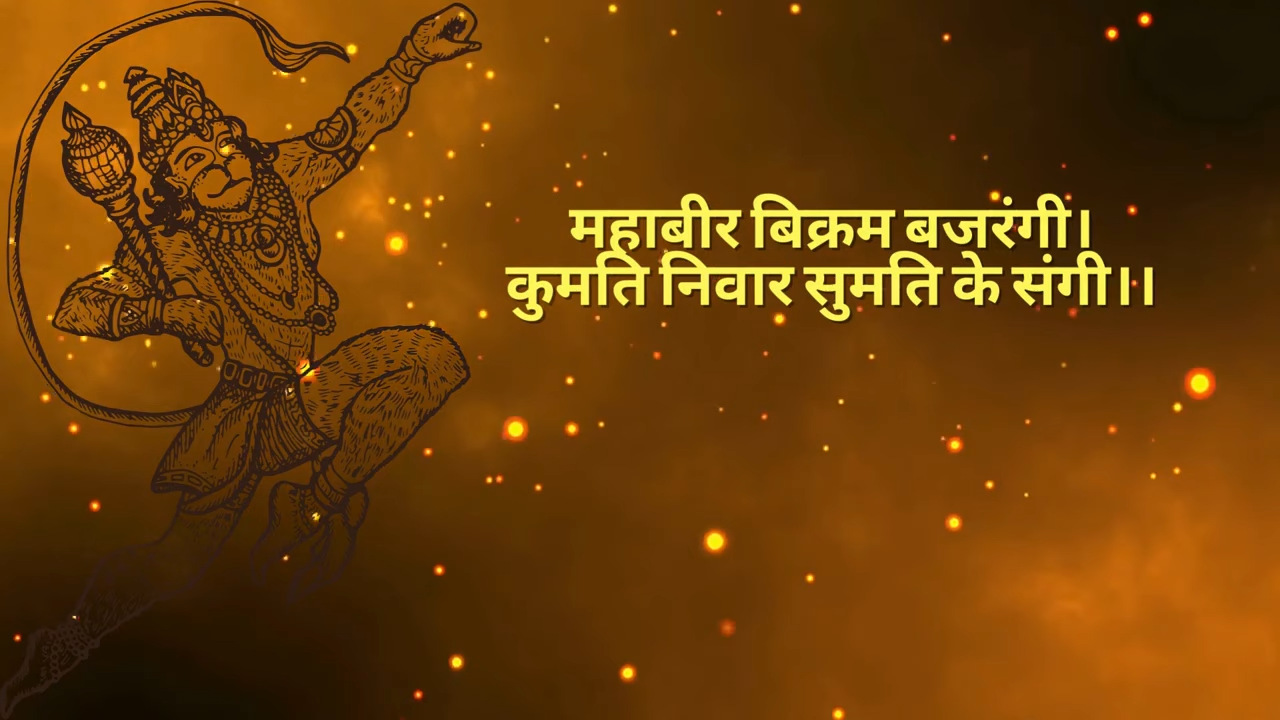 महाबीर बिक्रम बजरंगी।
कुमति निवार सुमति के संगी।।